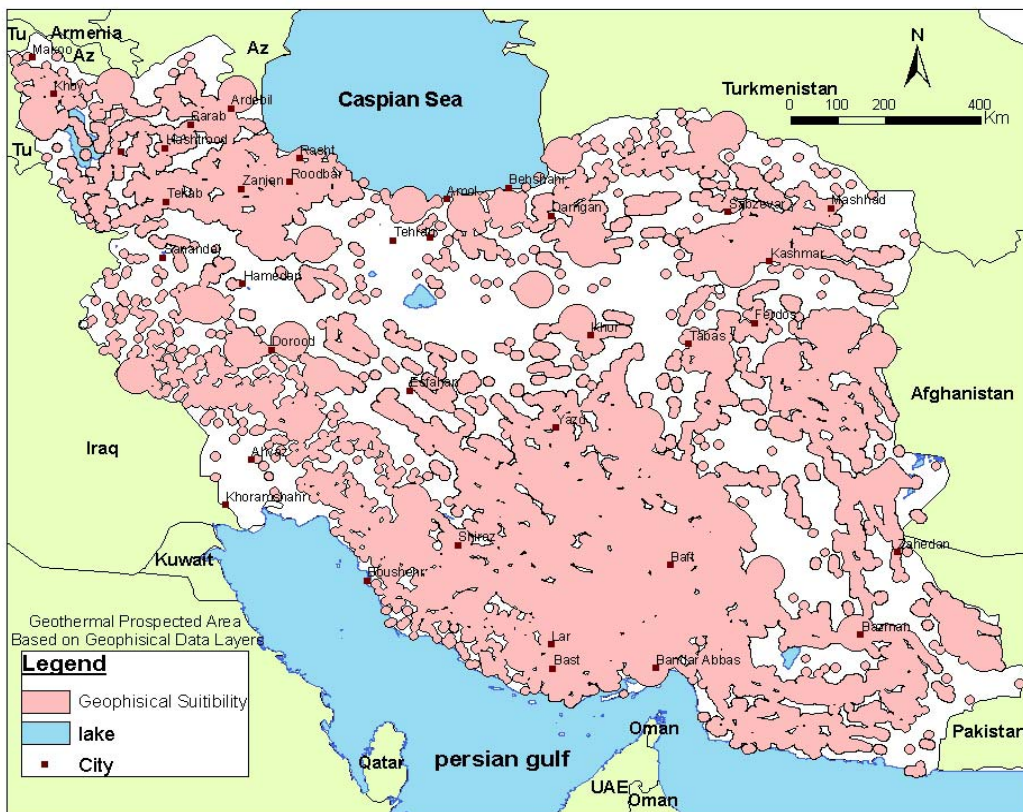 Tu
Armenia
Makoo
Az
Az
N
Khoy
Caspian Sea
Turkmenistan
0 100 200 400
Km
Ardebil
Sarab
Tu
Hashtrood
Rasht
Zanjan
Roodbar
Tekab
Amol
Behshahr
Damgan
Sabzevar
Mashhad
Tehran
Sanandej
Kashmar
Hamedan
Ferdos
Khur
Tabas
Dorood
Esfahan
Afghanistan
Yazd
Iraq
Ahvaz
Khoramshahr
Shiraz
Zahedan
Kuwait
Baft
Boushehr
Geothermal Prospected Area
Based on Geophisical Data Layers
Bazman
Lar
Legend
Bast
Bandar Abbas
Geophisical Suitibility
lake
City
Oman
Pakistan
Qatar
persian gulf
UAE
Oman